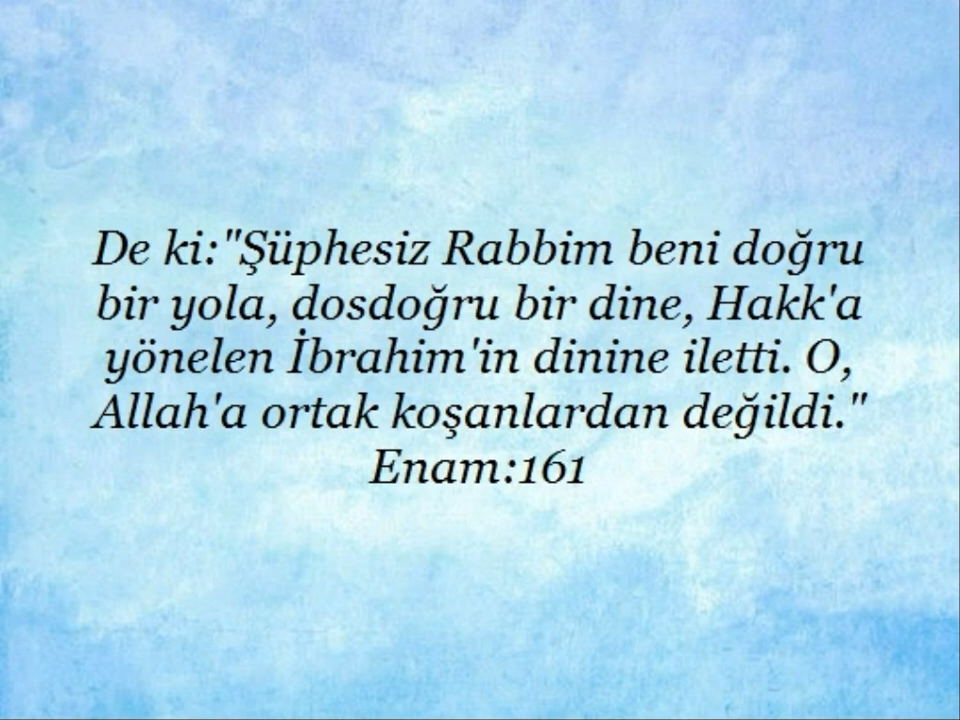 De ki:"Şüphesiz Rabbim beni doğru
bir yola, dosdoğru bir dine, Hakk'a
yönelen İbrahim'in dinine iletti. O,
Allah'a ortak koşanlardan değildi."
Enam:161